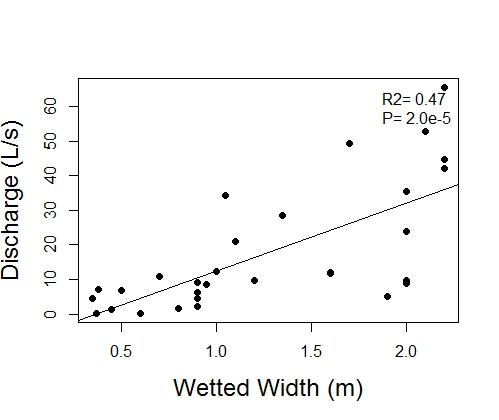 R2= 0.47
P= 2.0e-5
Discharge (L/s)
0 10 20 30 40 50 60
0.5 1.0 1.5 2.0
Wetted Width (m)